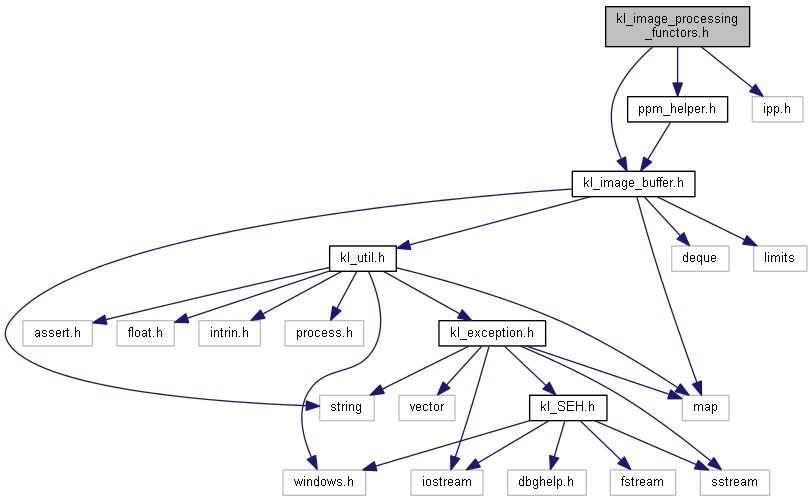 kl_image_processing
_functors.h
ppm_helper.h
ipp.h
kl_image_buffer.h
kl_util.h
deque
limits
assert.h
float.h
intrin.h
process.h
kl_exception.h
string
vector
kl_SEH.h
map
windows.h
iostream
dbghelp.h
fstream
sstream